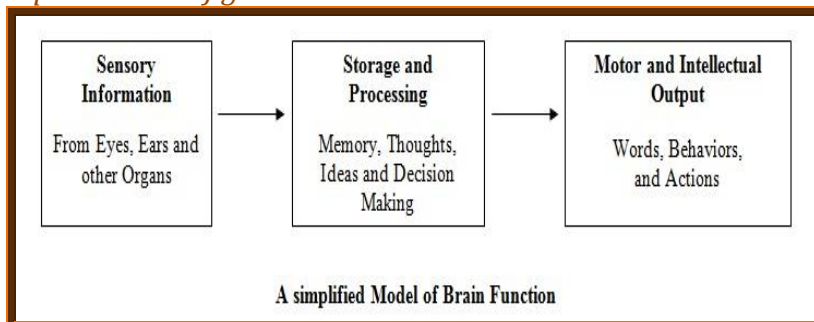 Sensory
Information
From Eyes, Ears and
other Organs
Storage and
Processing
Memory, Thoughts,
Ideas and Decision
Making
Motor and Intellectual
Output
Words, Behaviors,
and Actions
A simplified Model of Brain Function